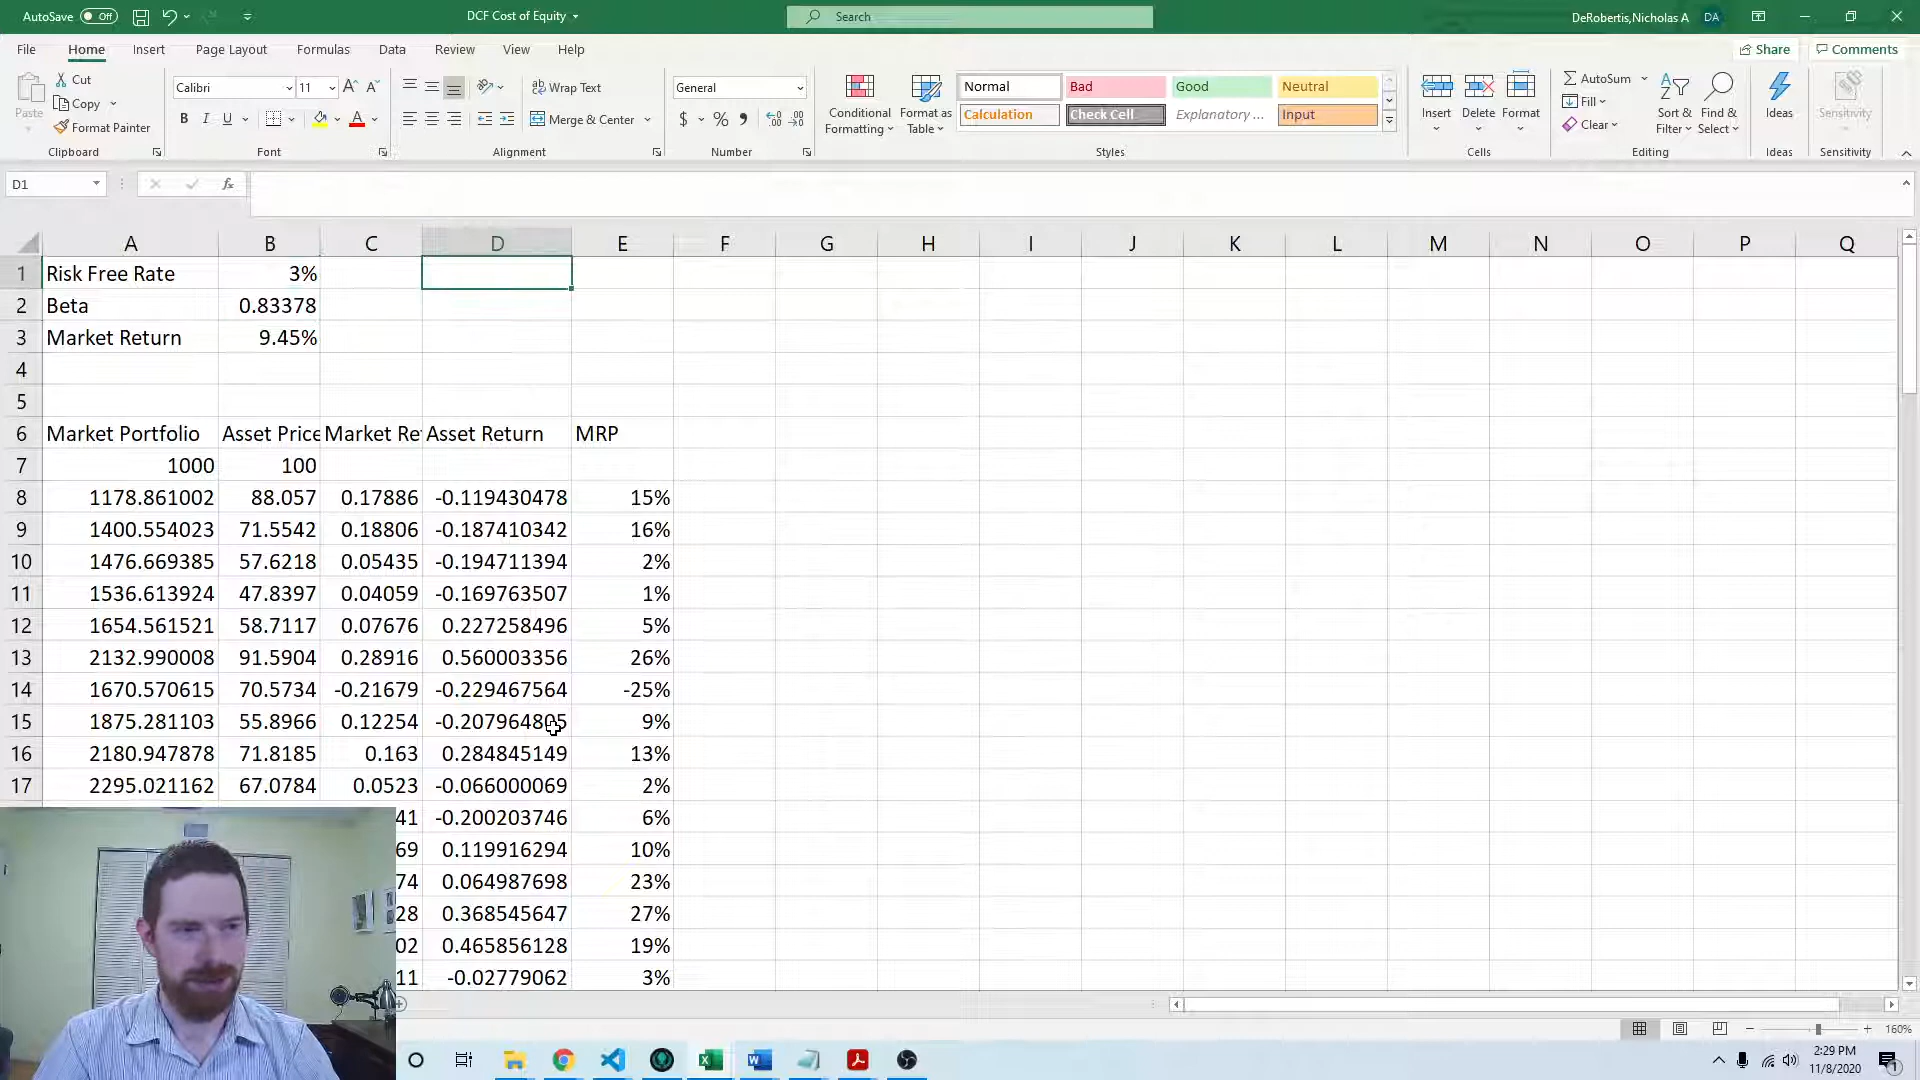 AutoSave Off DCF Cost of Equity Search DeRobertis,Nicholas A DA
File Home Insert Page Layout Formulas Data Review View Help Share Comments
Paste Cut Copy Format Painter Clipboard
Calibri 11 B I U A Font
Wrap Text Merge & Center Alignment
General $ % Number
Conditional Formatting Format as Table Normal Bad Good Neutral Calculation Check Cell Explanatory ... Input Styles
Insert Delete Format Cells
AutoSum Fill Clear Sort & Filter Find & Select Editing
Ideas Ideas Sensitivity Sensitivity
D1 fx
A B C D E F G H I J K L M N O P Q
1 Risk Free Rate 3%
2 Beta 0.83378
3 Market Return 9.45%
4
5
6 Market Portfolio Asset Price Market Ret Asset Return MRP
7 1000 100
8 1178.861002 88.057 0.17886 -0.119430478 15%
9 1400.554023 71.5542 0.18806 -0.187410342 16%
10 1476.669385 57.6218 0.05435 -0.194711394 2%
11 1536.613924 47.8397 0.04059 -0.169763507 1%
12 1654.561521 58.7117 0.07676 0.227258496 5%
13 2132.990008 91.5904 0.28916 0.560003356 26%
14 1670.570615 70.5734 -0.21679 -0.229467564 -25%
15 1875.281103 55.8966 0.12254 -0.207964805 9%
16 2180.947878 71.8185 0.163 0.284845149 13%
17 2295.021162 67.0784 0.0523 -0.066000069 2%
41 -0.200203746 6%
69 0.119916294 10%
74 0.064987698 23%
28 0.368545647 27%
02 0.465856128 19%
11 -0.02779062 3%
160%
2:29 PM
11/8/2020